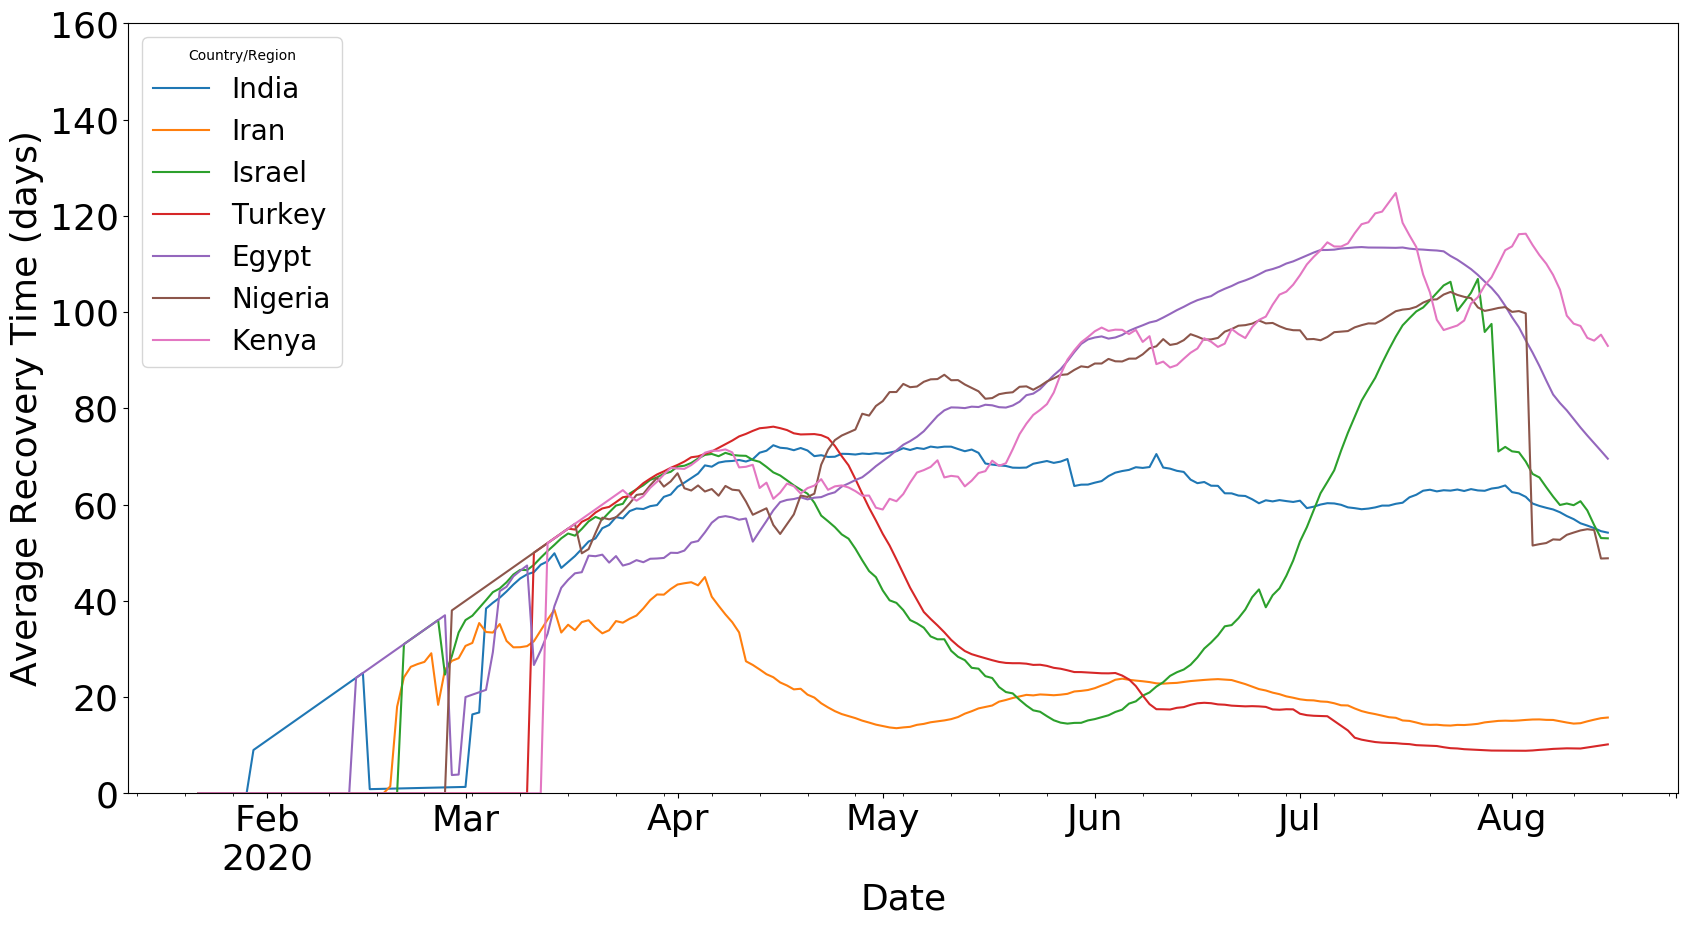 Average Recovery Time (days)
160
140
120
100
80
60
40
20
0
Country/Region
India
Iran
Israel
Turkey
Egypt
Nigeria
Kenya
Feb Mar Apr May Jun Jul Aug
2020
Date